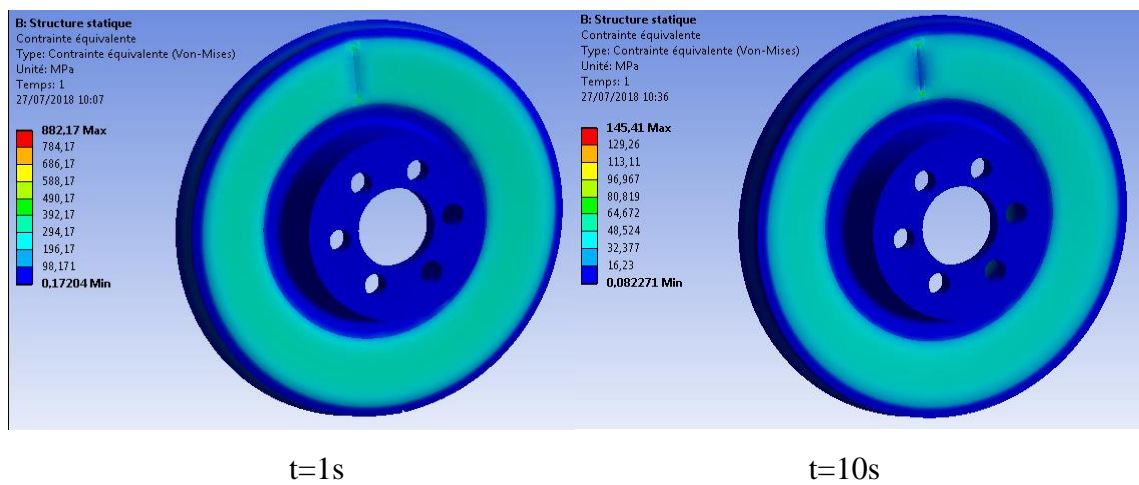 B: Structure statique
Contrainte équivalente
Type: Contrainte équivalente (Von-Mises)
Unité: MPa
Temps: 1
27/07/2018 10:07
882,17 Max
784,17
686,17
588,17
490,17
392,17
294,17
196,17
98,171
0,17204 Min
B: Structure statique
Contrainte équivalente
Type: Contrainte équivalente (Von-Mises)
Unité: MPa
Temps: 1
27/07/2018 10:36
145,41 Max
129,26
113,11
96,967
80,819
64,672
48,524
32,377
16,23
0,082271 Min
t=1s
t=10s